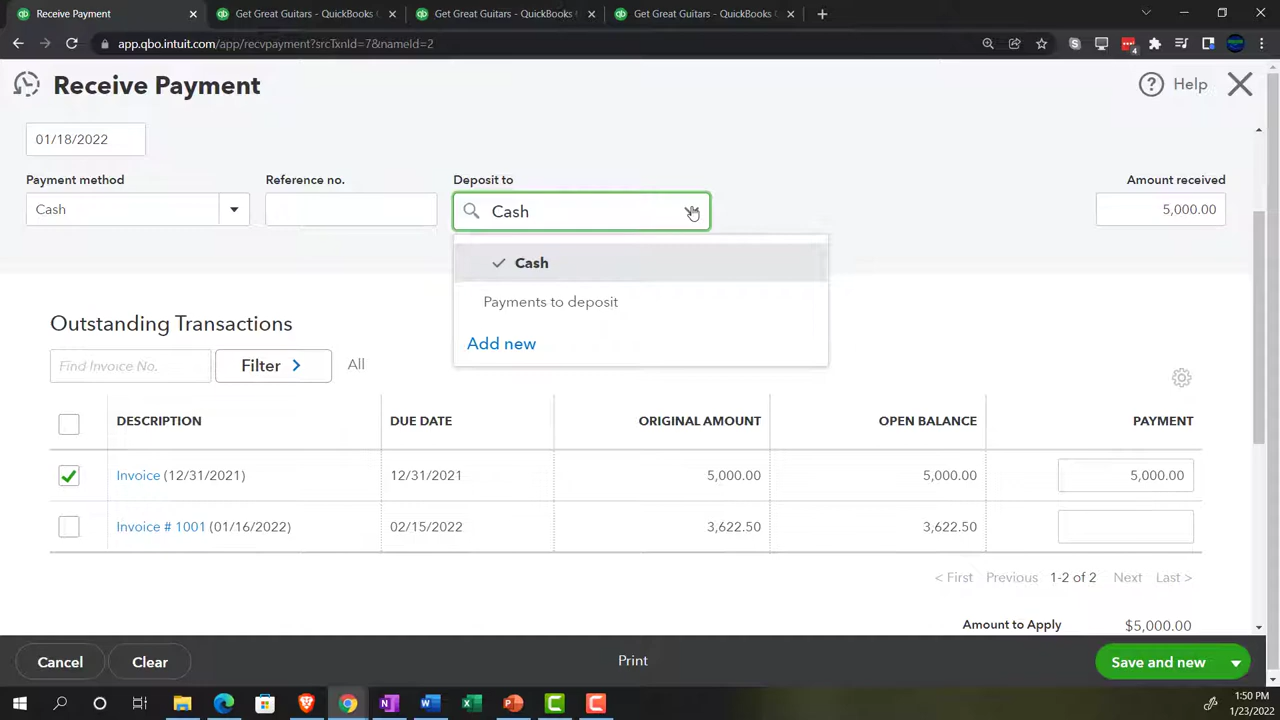 Receive Payment
Get Great Guitars - QuickBooks
Get Great Guitars - QuickBooks
Get Great Guitars - QuickBooks
app.qbo.intuit.com/app/recvpayment?srcTxnId=7&nameId=2
4
Receive Payment
Help
01/18/2022
Payment method
Reference no.
Deposit to
Amount received
Cash
Cash
5,000.00
Cash
Payments to deposit
Add new
Outstanding Transactions
Find Invoice No.
Filter
All
DESCRIPTION
DUE DATE
ORIGINAL AMOUNT
OPEN BALANCE
PAYMENT
Invoice (12/31/2021)
12/31/2021
5,000.00
5,000.00
5,000.00
Invoice # 1001 (01/16/2022)
02/15/2022
3,622.50
3,622.50
< First Previous 1-2 of 2 Next Last >
Amount to Apply
$5,000.00
Cancel
Clear
Print
Save and new
1:50 PM
1/23/2022